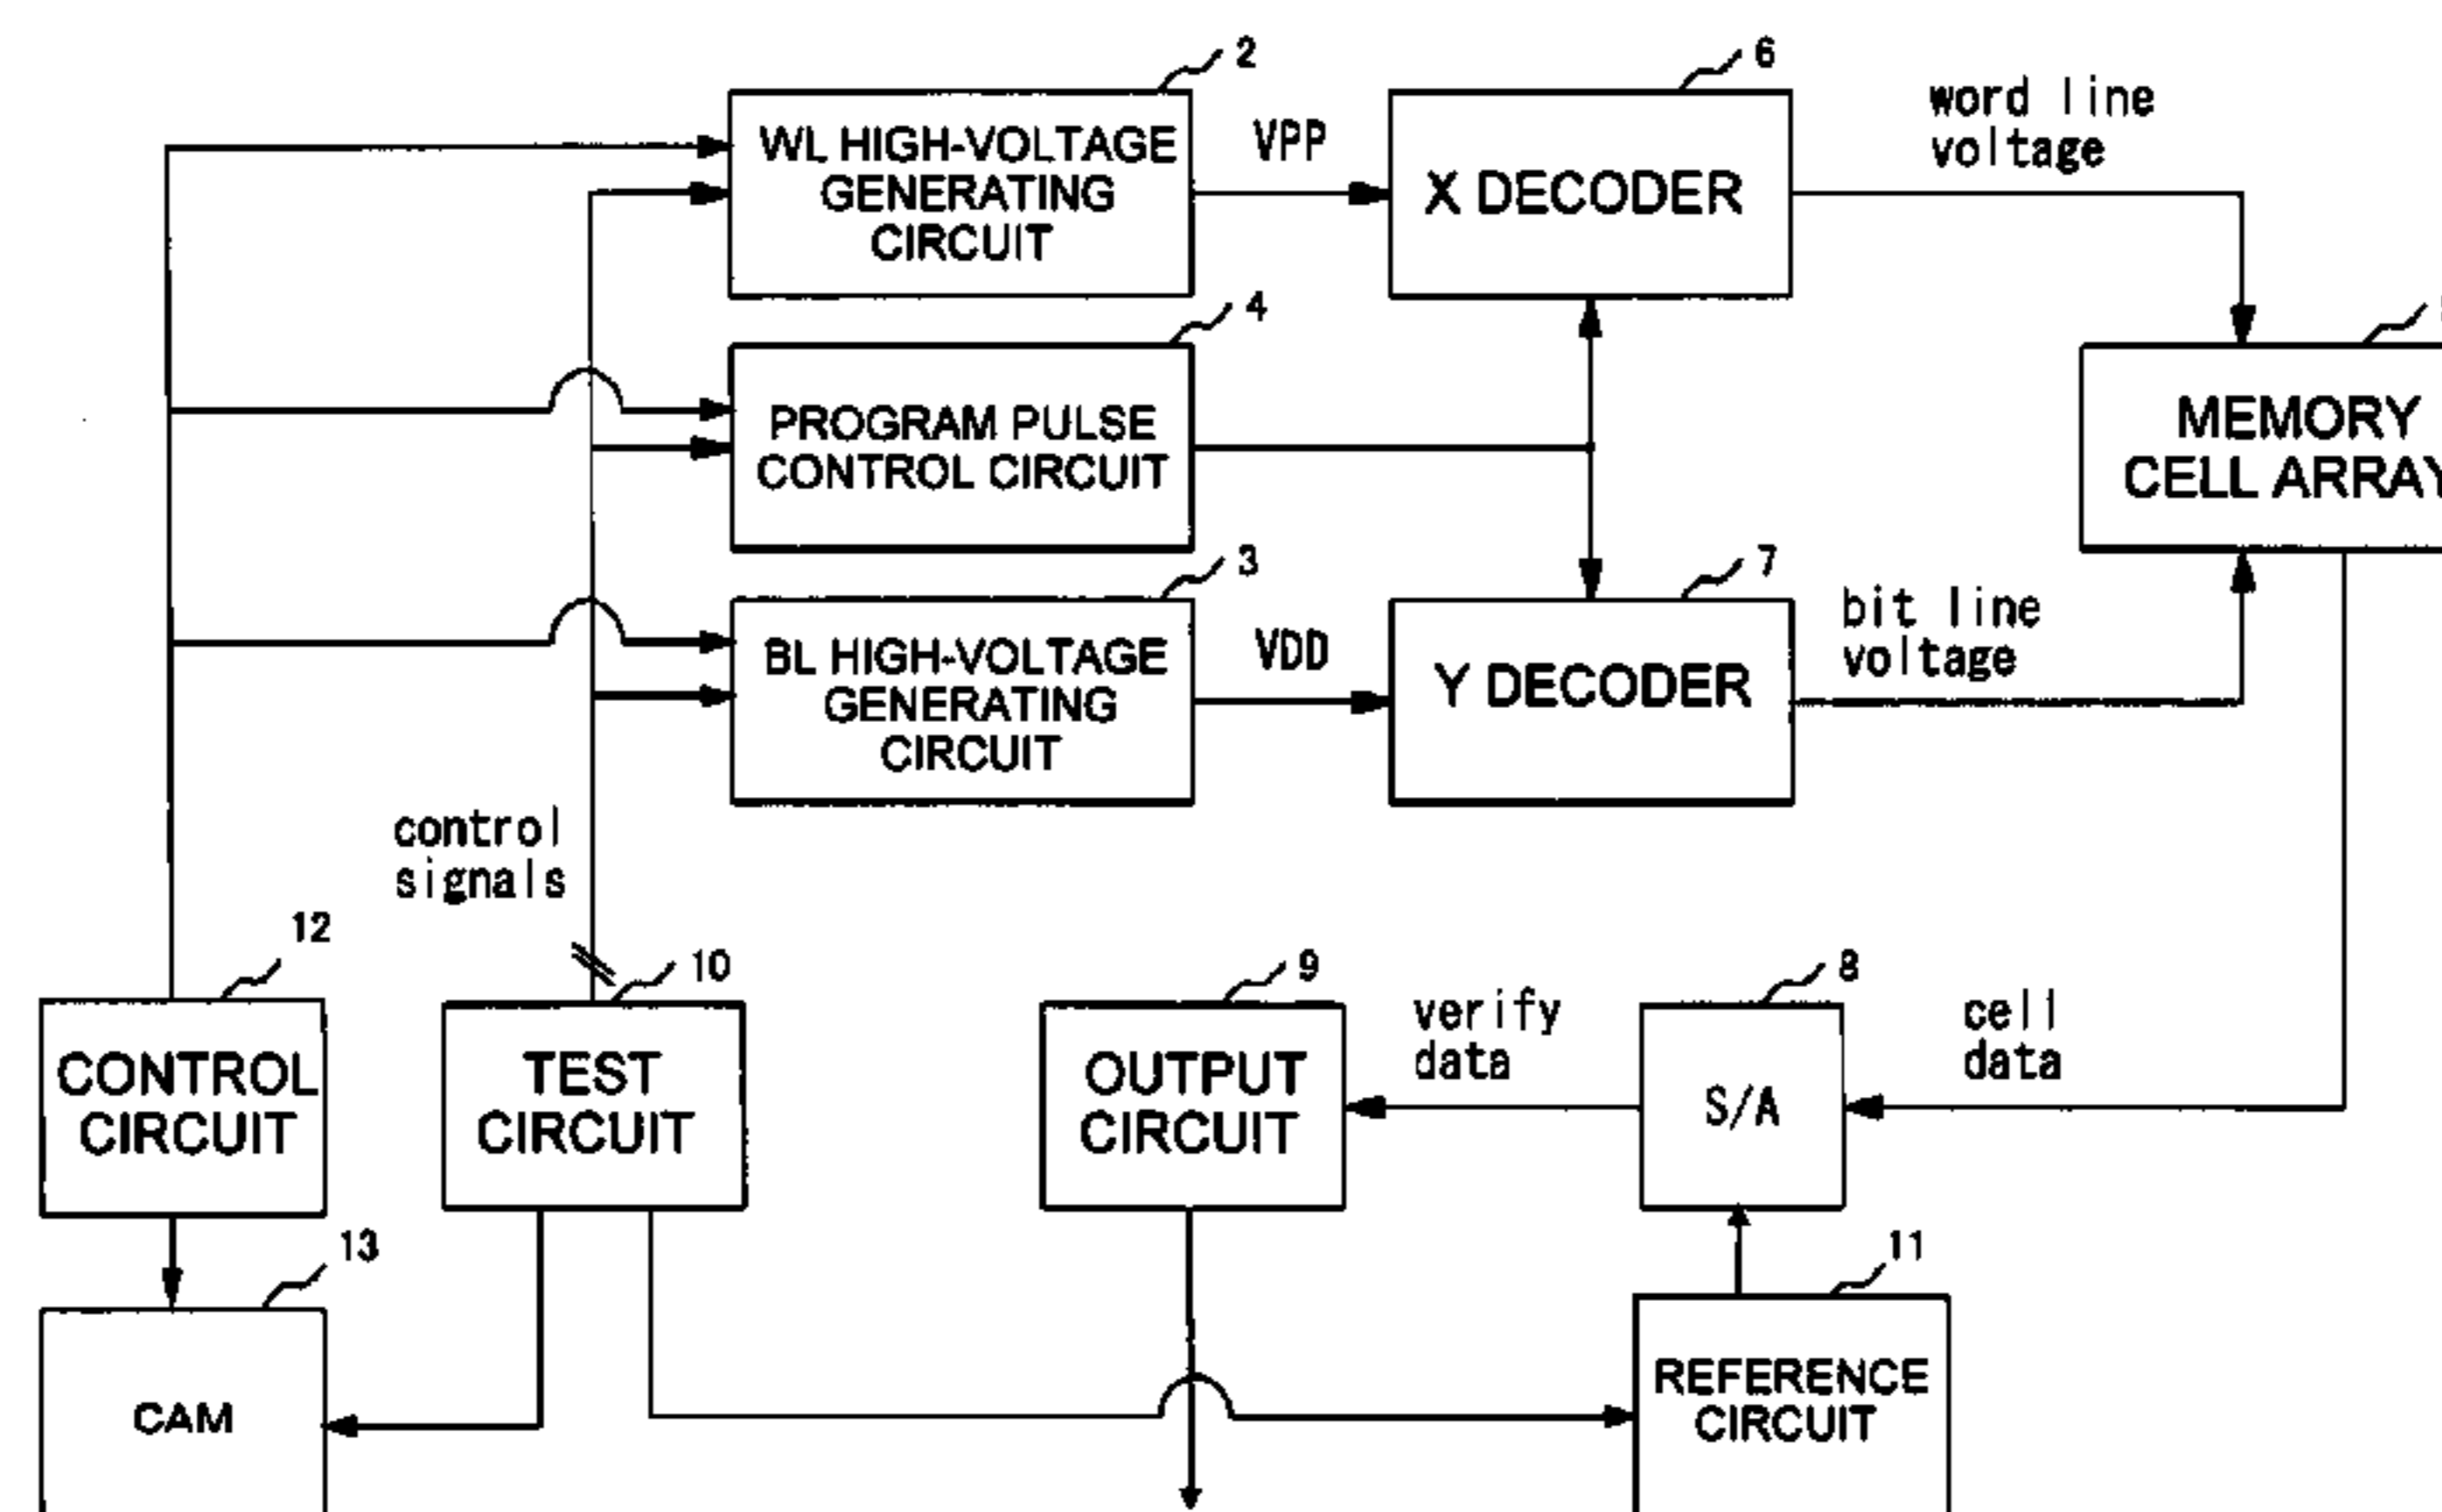 2
WL HIGH-VOLTAGE
GENERATING
CIRCUIT
VPP
6
X DECODER
word line
voltage
4
PROGRAM PULSE
CONTROL CIRCUIT
MEMORY
CELL ARRAY
3
BL HIGH-VOLTAGE
GENERATING
CIRCUIT
VDD
7
Y DECODER
bit line
voltage
control
signals
12
CONTROL
CIRCUIT
10
TEST
CIRCUIT
9
OUTPUT
CIRCUIT
verify
data
8
S/A
cell
data
13
CAM
11
REFERENCE
CIRCUIT